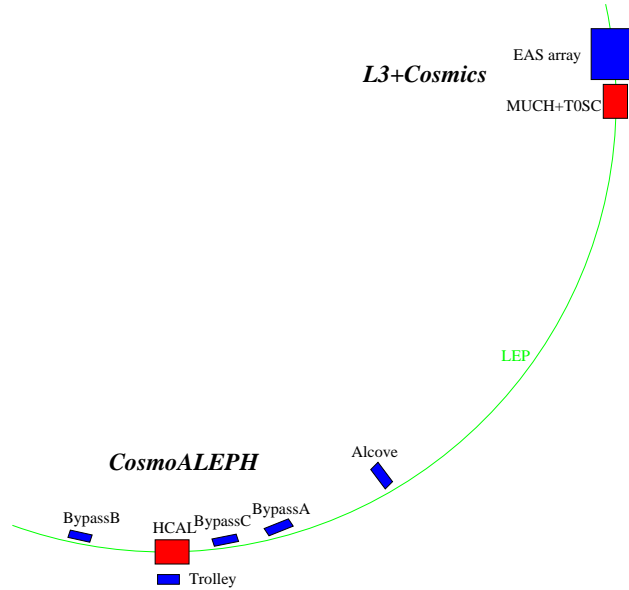 EAS array
L3+Cosmics
MUCH+T0SC
LEP
Alcove
CosmoALEPH
BypassA
BypassB
HCAL
BypassC
Trolley